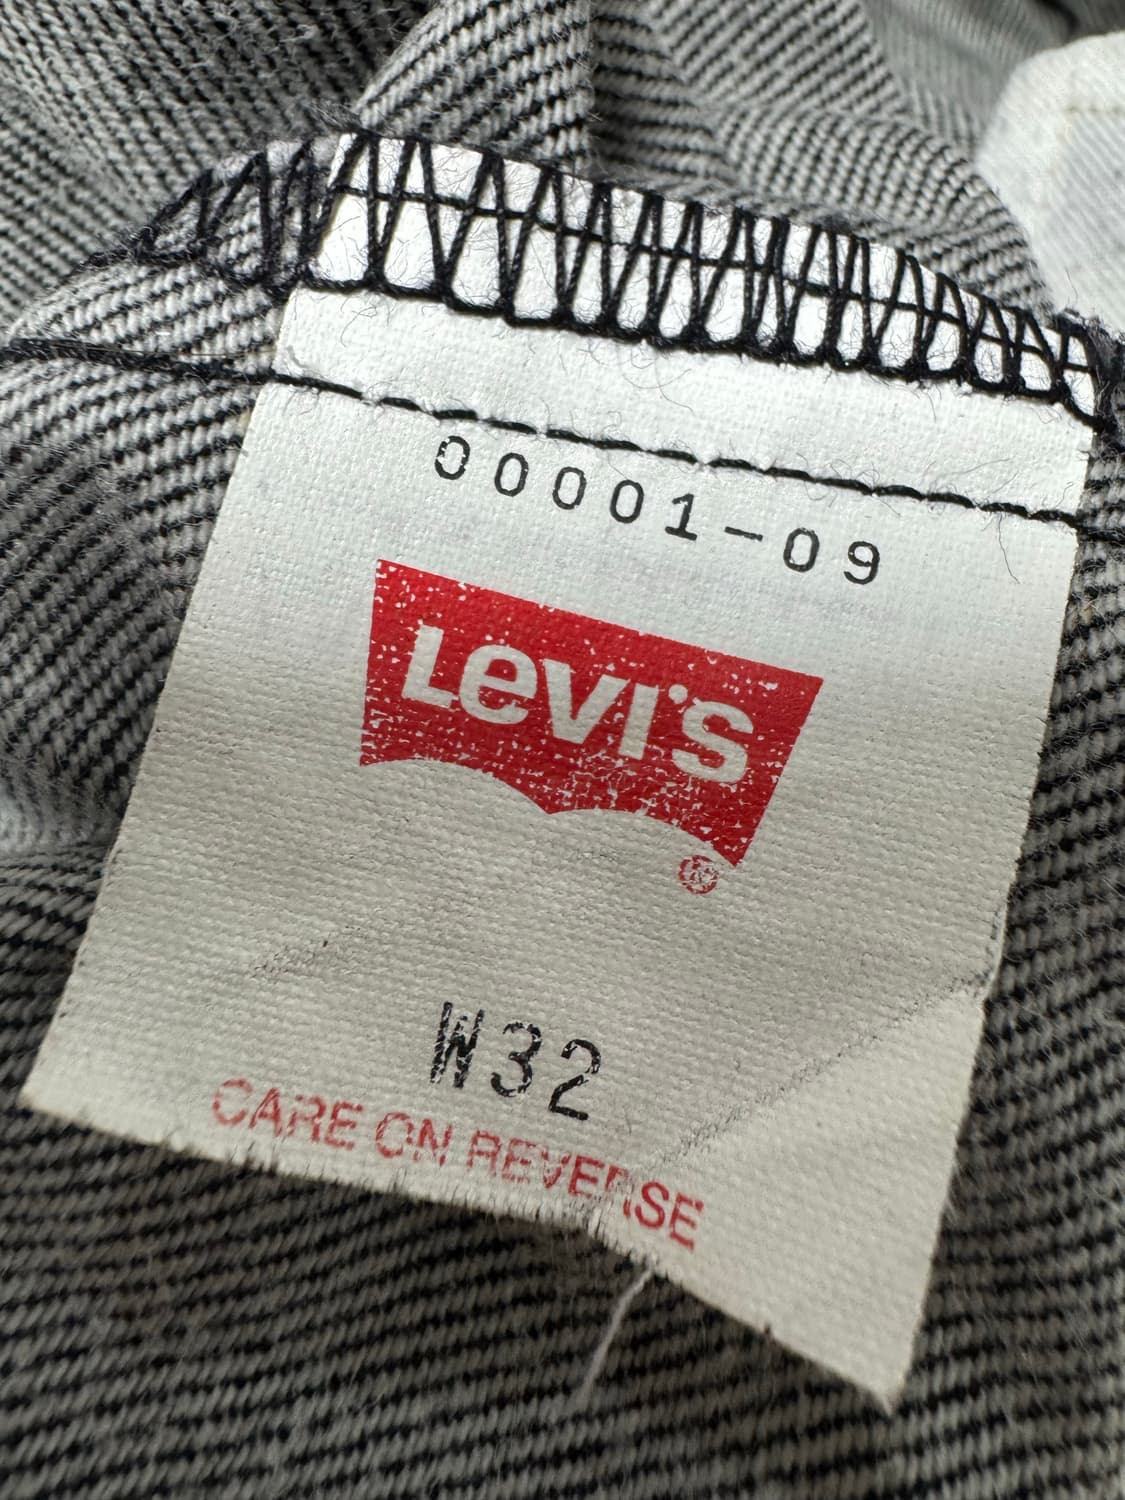 00001-09
Levi's
®
W32
CARE ON REVERSE